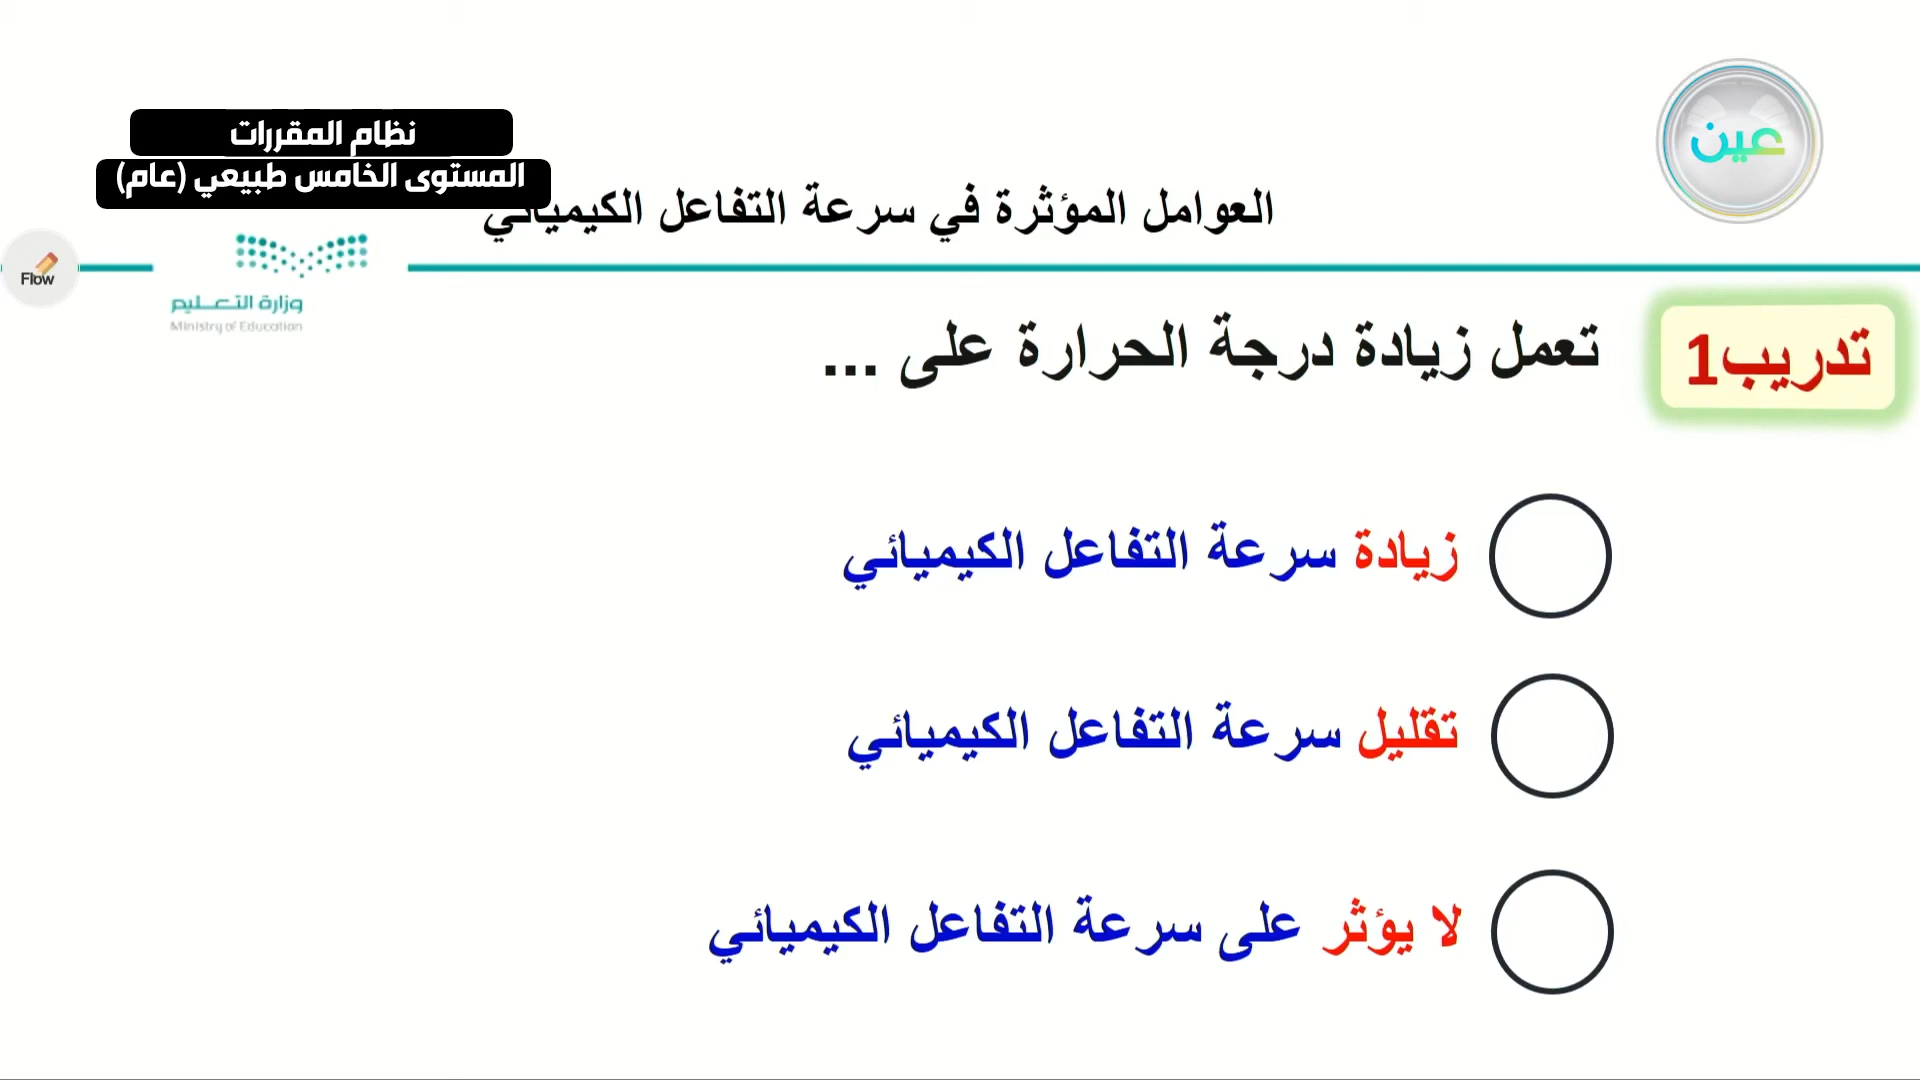 عين
نظام المقررات
المستوى الخامس طبيعي (عام)
العوامل المؤثرة في سرعة التفاعل الكيميائي
Flow
وزارة التعليم
Ministry of Education
تدريب1
تعمل زيادة درجة الحرارة على ...
زيادة سرعة التفاعل الكيميائي
تقليل سرعة التفاعل الكيميائي
لا يؤثر على سرعة التفاعل الكيميائي